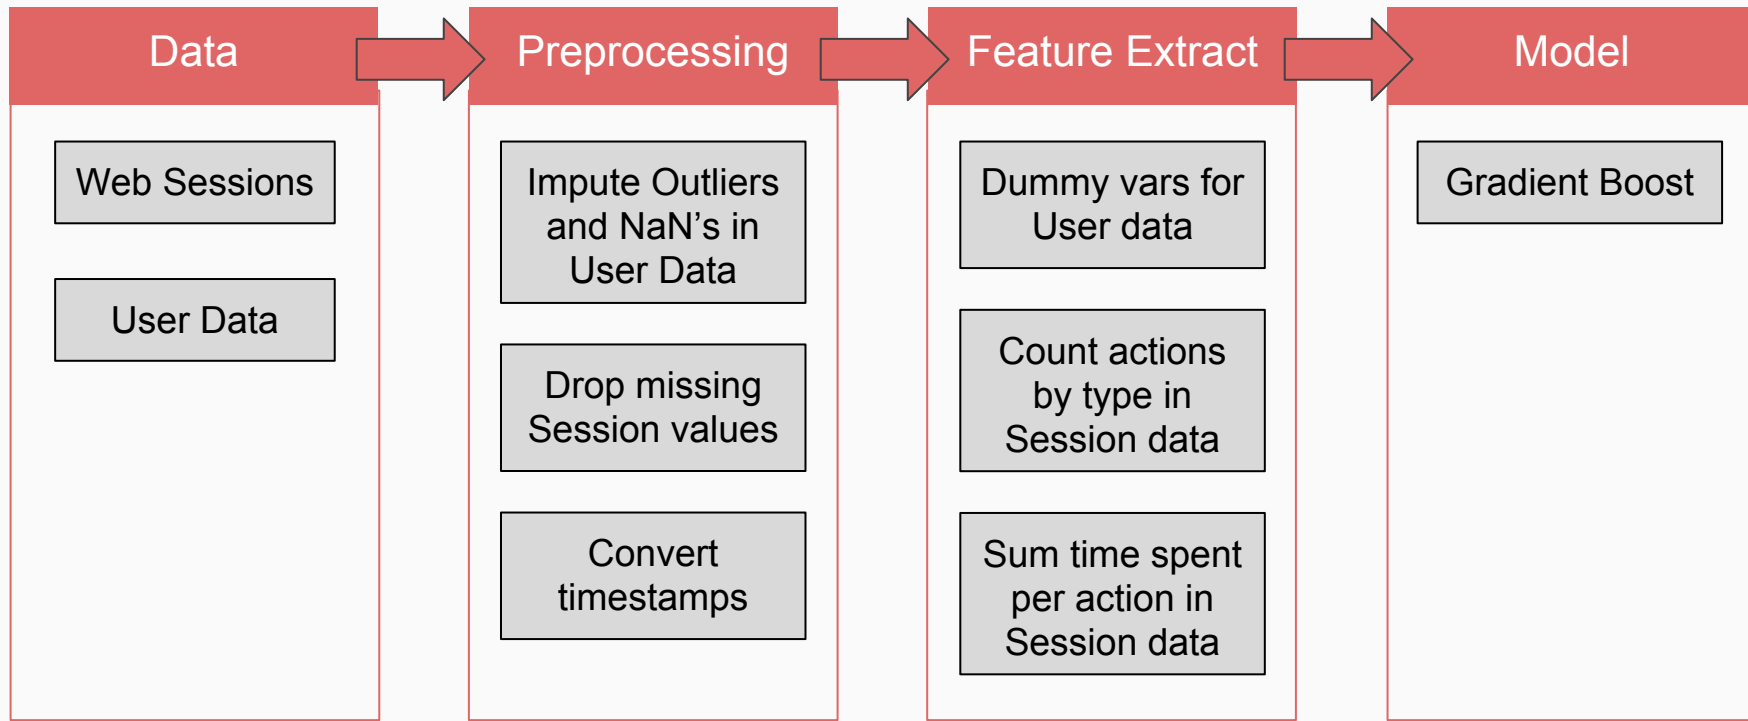 Data
Preprocessing
Feature Extract
Model
Web Sessions
User Data
Impute Outliers
and NaN’s in
User Data
Drop missing
Session values
Convert
timestamps
Dummy vars for
User data
Count actions
by type in
Session data
Sum time spent
per action in
Session data
Gradient Boost